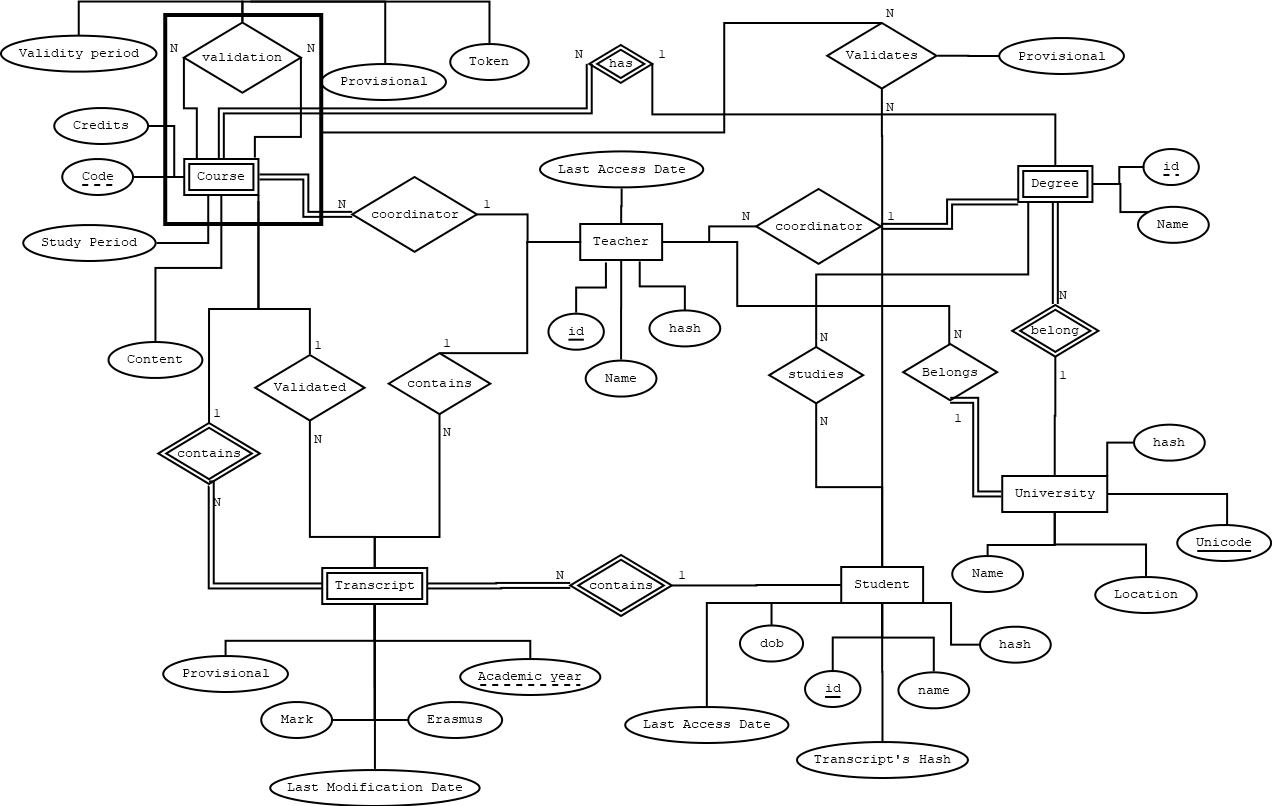 N
Validity period
N
validation
N
Token
N
has
1
Validates
Provisional
Provisional
N
Credits
Last Access Date
id
Code
Course
Degree
N
coordinator
1
N
coordinator
1
Name
Study Period
Teacher
N
id
hash
belong
N
N
1
1
Content
studies
Belongs
1
Validated
contains
Name
1
N
1
N
N
hash
contains
University
N
Unicode
Name
N
1
Transcript
contains
Student
Location
dob
hash
Provisional
Academic year
id
name
Mark
Erasmus
Last Access Date
Transcript's Hash
Last Modification Date